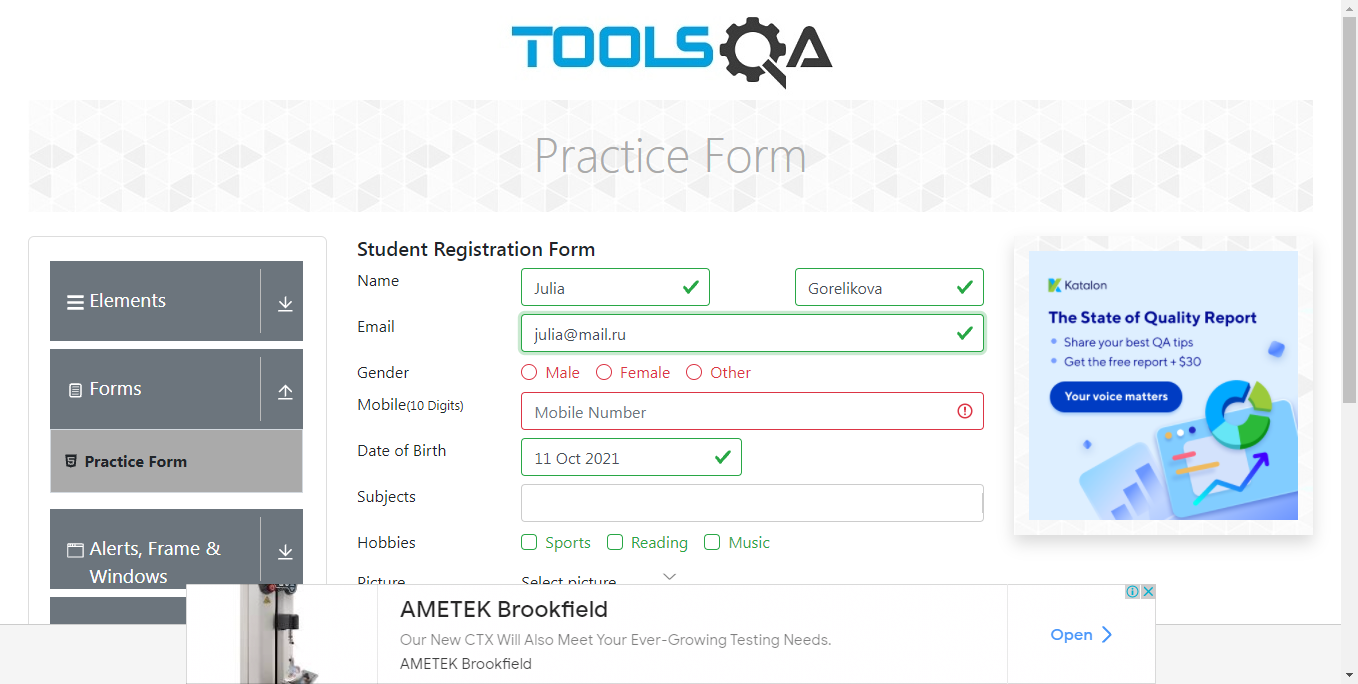 TOOLSQA
Practice Form
Elements
Forms
Practice Form
Alerts, Frame &
Windows
Student Registration Form
Name
Julia
Gorelikova
Email
julia@mail.ru
Gender
Male
Female
Other
Mobile(10 Digits)
Mobile Number
Date of Birth
11 Oct 2021
Subjects
Hobbies
Sports
Reading
Music
Picture
Select picture
Katalon
The State of Quality Report
Share your best QA tips
Get the free report + $30
Your voice matters
AMETEK Brookfield
Our New CTX Will Also Meet Your Ever-Growing Testing Needs.
AMETEK Brookfield
Open